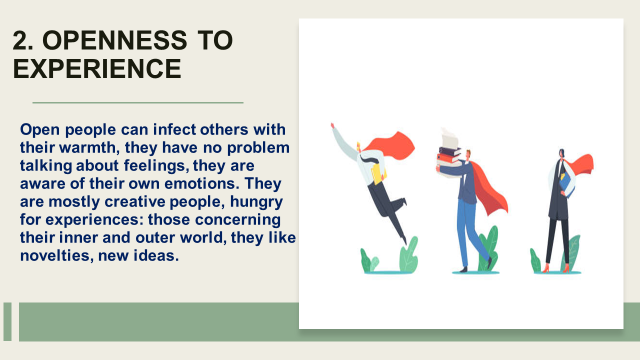 2. OPENNESS TO
EXPERIENCE
Open people can infect others with
their warmth, they have no problem
talking about feelings, they are
aware of their own emotions. They
are mostly creative people, hungry
for experiences: those concerning
their inner and outer world, they like
novelties, new ideas.